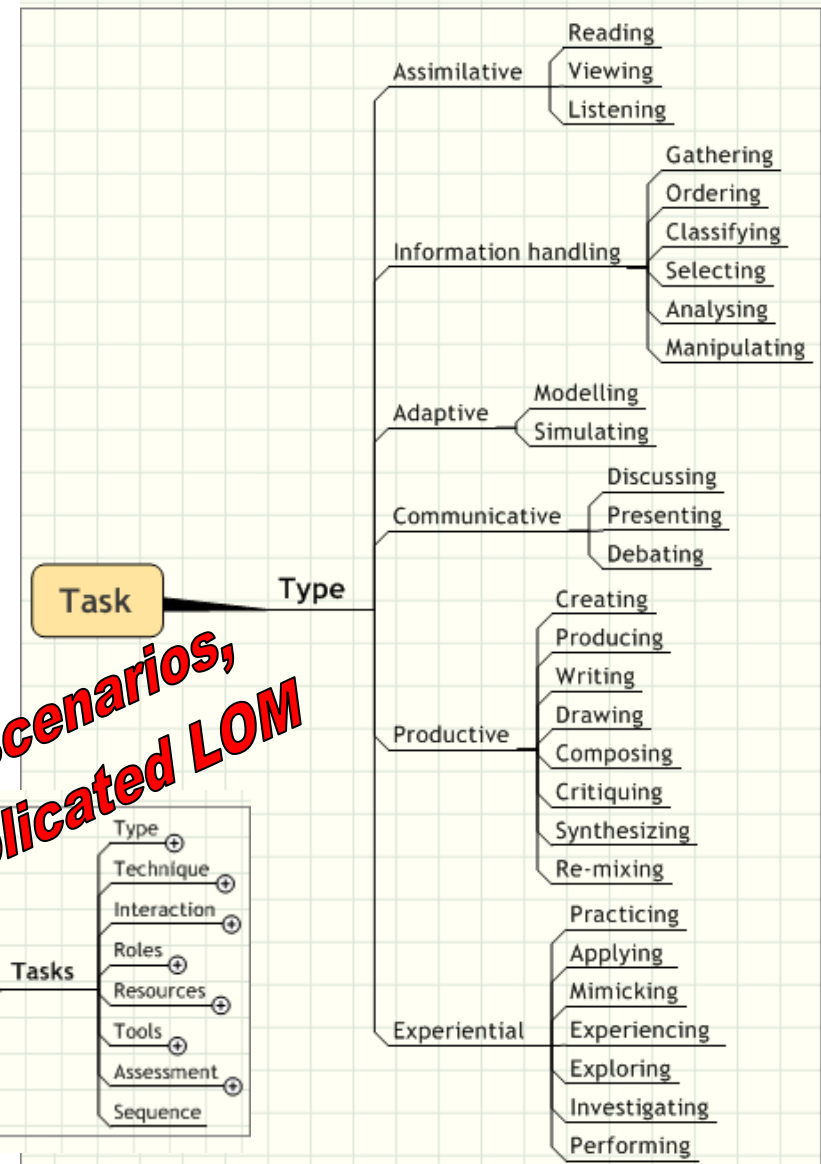 Reading
Assimilative
Viewing
Listening
Gathering
Ordering
Classifying
Information handling
Selecting
Analysing
Manipulating
Modelling
Adaptive
Simulating
Discussing
Communicative
Presenting
Debating
Task
Type
Creating
Producing
Writing
Drawing
Productive
Composing
Critiquing
Synthesizing
Re-mixing
Practicing
Applying
Mimicking
Experiential
Experiencing
Exploring
Investigating
Performing
LOM
Tasks
Type
Technique
Interaction
Roles
Resources
Tools
Assessment
Sequence